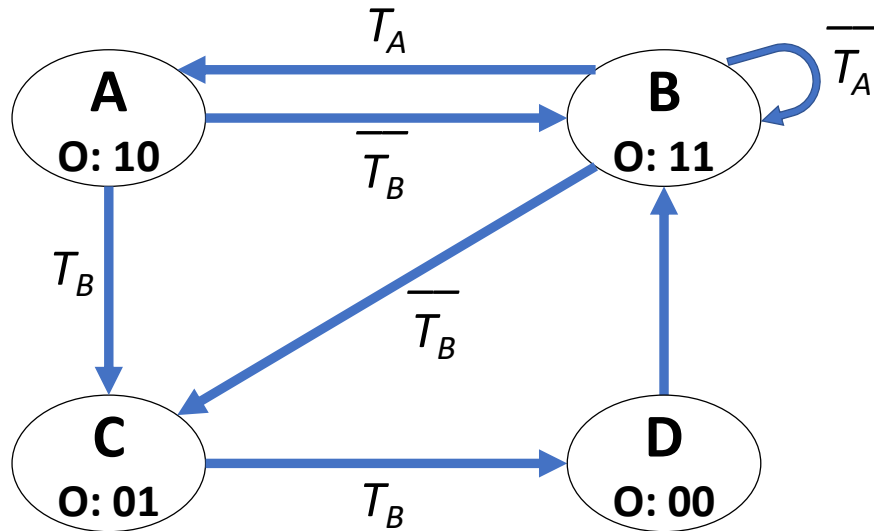 T_A
A
O: 10
B
O: 11
T̅_A
T̅_B
T_B
T̅_B
C
O: 01
D
O: 00
T_B